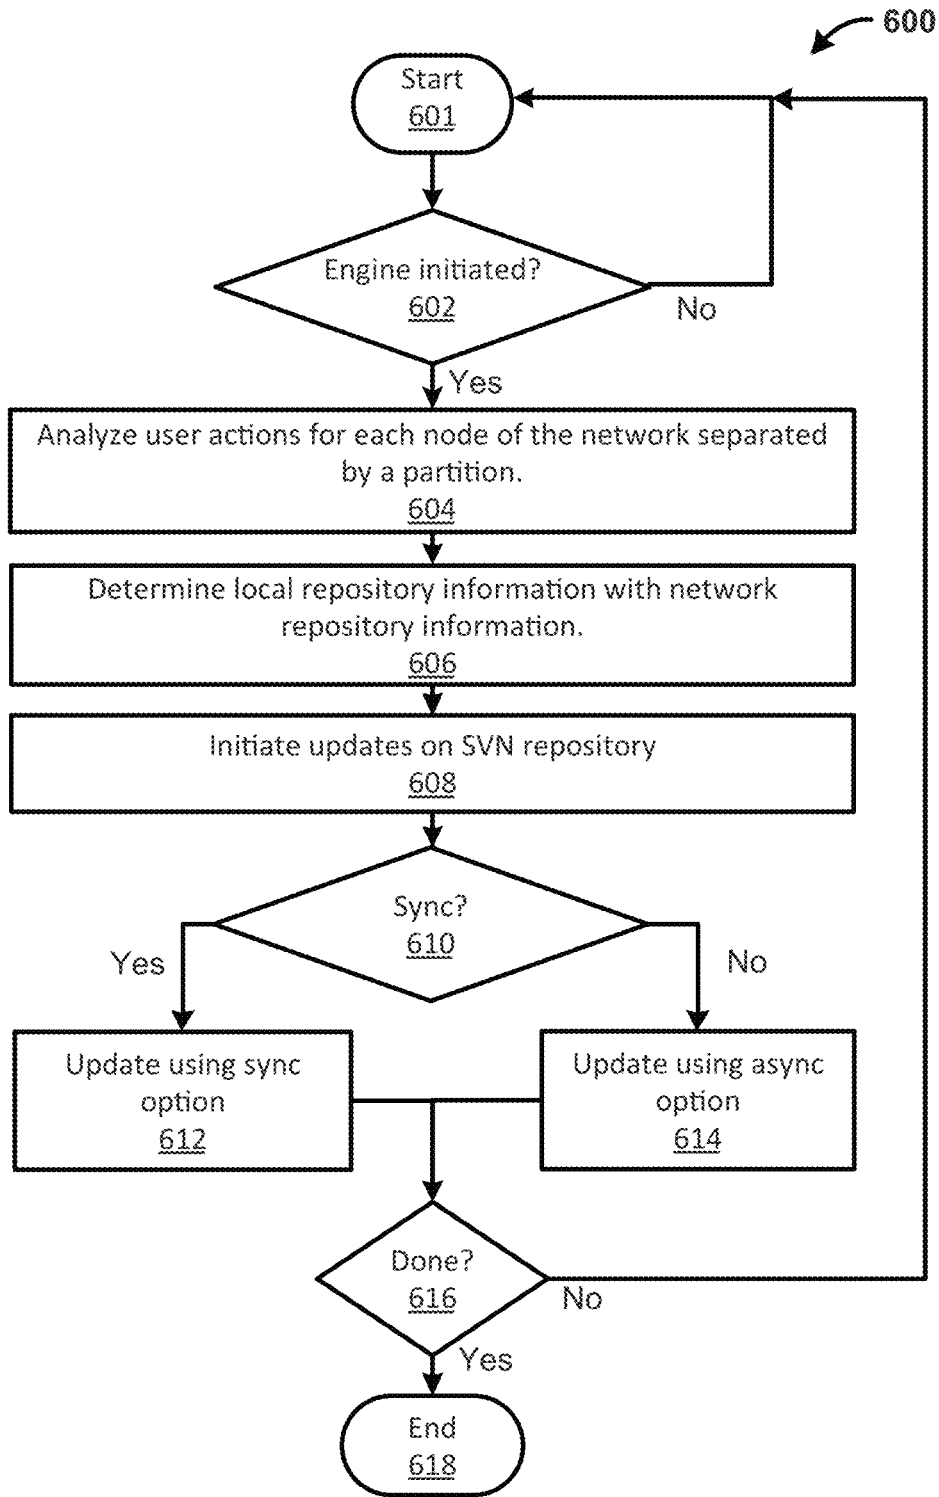 600
Start
601
Engine initiated?
602
No
Yes
Analyze user actions for each node of the network separated
by a partition.
604
Determine local repository information with network
repository information.
606
Initiate updates on SVN repository
608
Sync?
610
Yes
No
Update using sync
option
612
Update using async
option
614
Done?
616
No
Yes
End
618